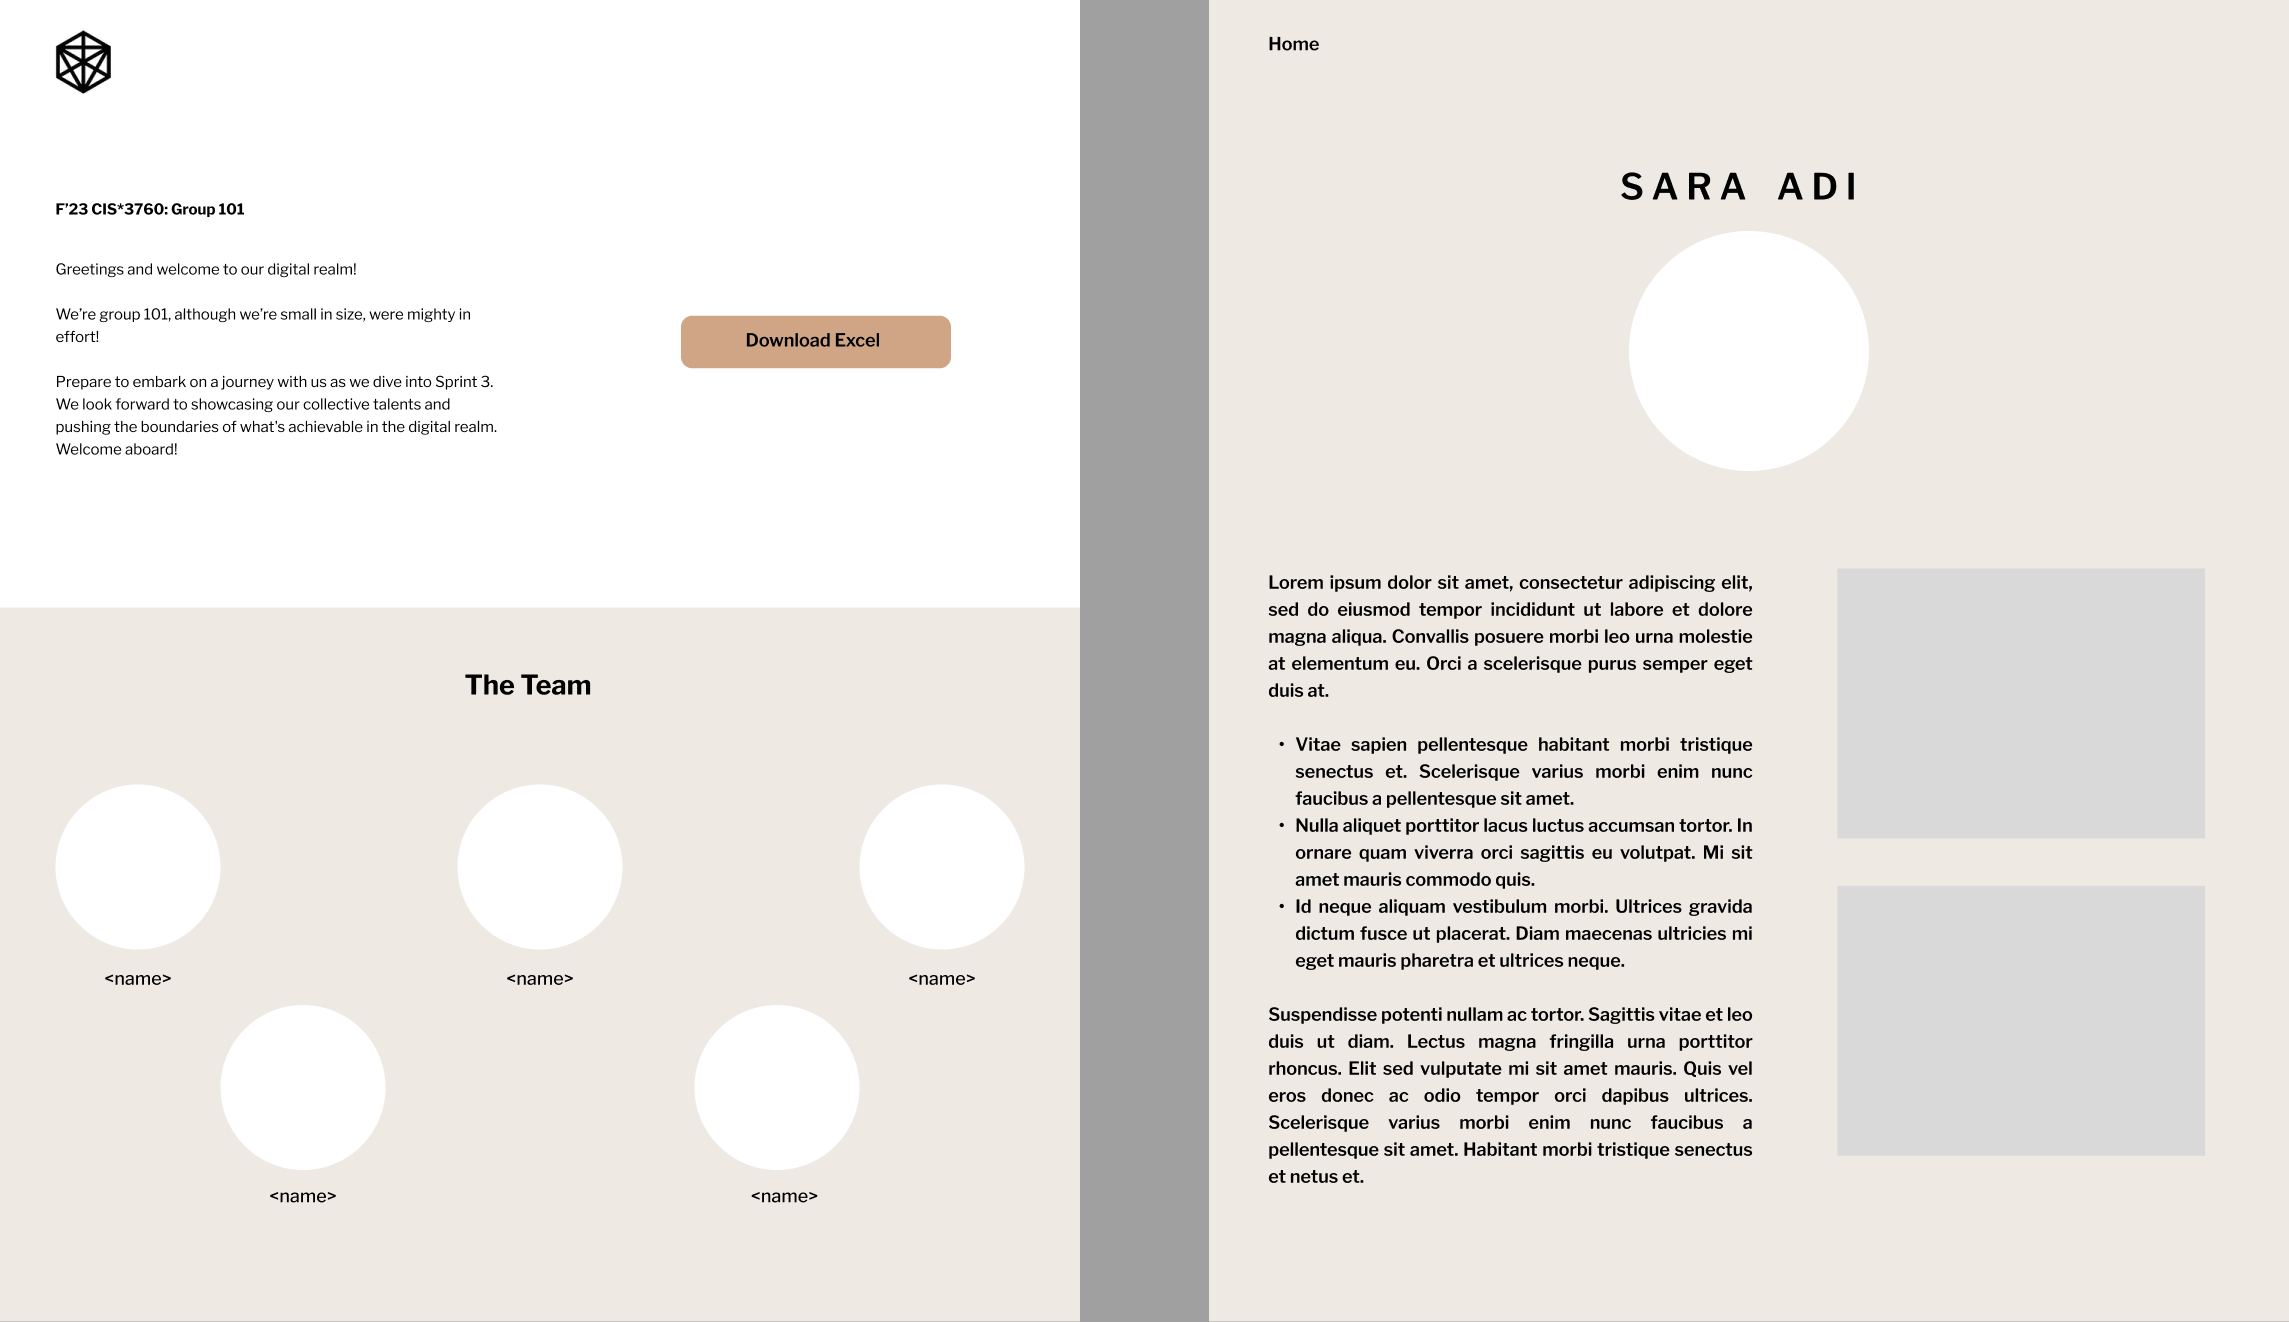 F’23 CIS*3760: Group 101
Greetings and welcome to our digital realm!
We’re group 101, although we’re small in size, were mighty in
effort!
Prepare to embark on a journey with us as we dive into Sprint 3.
We look forward to showcasing our collective talents and
pushing the boundaries of what's achievable in the digital realm.
Welcome aboard!
Download Excel
The Team
<name>
<name>
<name>
<name>
<name>
Home
SARA ADI
Lorem ipsum dolor sit amet, consectetur adipiscing elit,
sed do eiusmod tempor incididunt ut labore et dolore
magna aliqua. Convallis posuere morbi leo urna molestie
at elementum eu. Orci a scelerisque purus semper eget
duis at.
• Vitae sapien pellentesque habitant morbi tristique
senectus et. Scelerisque varius morbi enim nunc
faucibus a pellentesque sit amet.
• Nulla aliquet porttitor lacus luctus accumsan tortor. In
ornare quam viverra orci sagittis eu volutpat. Mi sit
amet mauris commodo quis.
• Id neque aliquam vestibulum morbi. Ultrices gravida
dictum fusce ut placerat. Diam maecenas ultricies mi
eget mauris pharetra et ultrices neque.
Suspendisse potenti nullam ac tortor. Sagittis vitae et leo
duis ut diam. Lectus magna fringilla urna porttitor
rhoncus. Elit sed vulputate mi sit amet mauris. Quis vel
eros donec ac odio tempor orci dapibus ultrices.
Scelerisque varius morbi enim nunc faucibus a
pellentesque sit amet. Habitant morbi tristique senectus
et netus et.